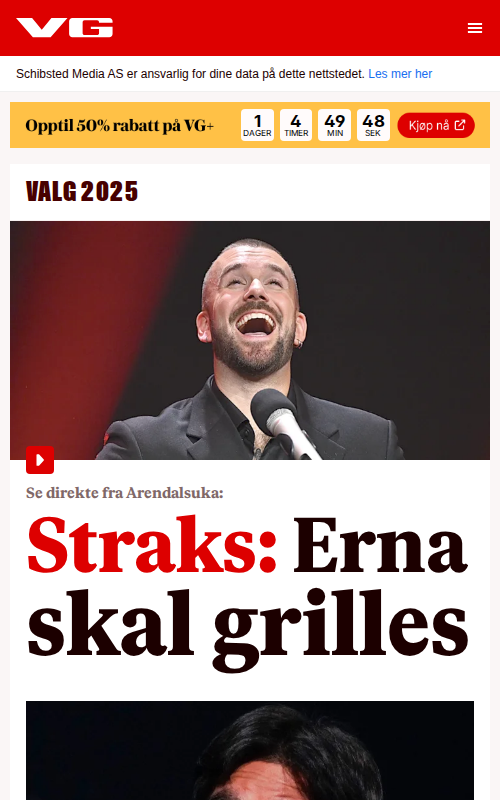 VG
Schibsted Media AS er ansvarlig for dine data på dette nettstedet. Les mer her
Opptil 50% rabatt på VG+
1 4 49 48
DAGER TIMER MIN SEK
Kjøp nå
VALG 2025
Se direkte fra Arendalsuka:
Straks: Erna
skal grilles